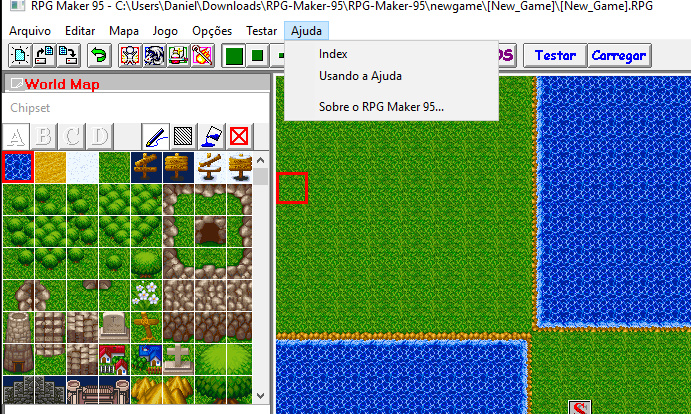 RPG Maker 95 - C:\Users\Daniel\Downloads\RPG-Maker-95\RPG-Maker-95\newgame\[New_Game]\[New_Game].RPG
Arquivo Editar Mapa Jogo Opções Testar Ajuda
Index
Usando a Ajuda
Sobre o RPG Maker 95...
OS Testar Carregar
World Map
Chipset
A B C D
S